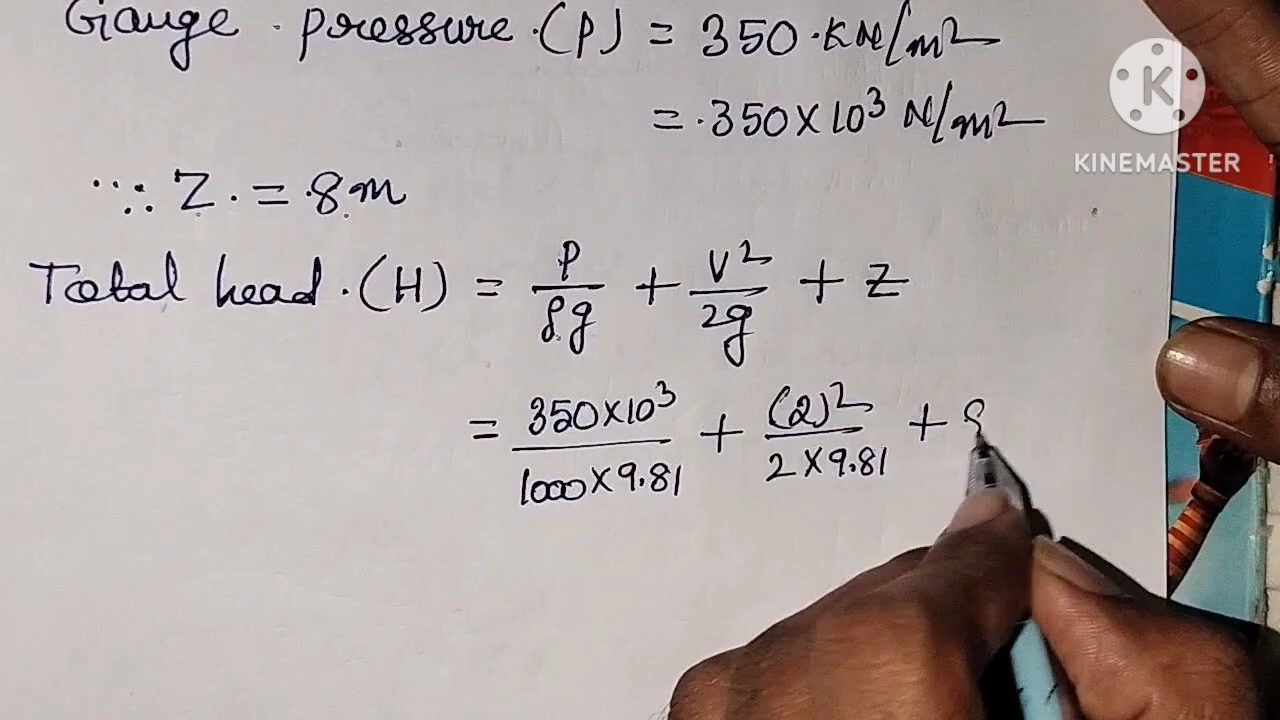 Gauge pressure (P) = 350 KN/m²
= 350×10³ N/m²
K
KINEMASTER
∵ Z = 8m
Total head (H) = P/ρg + V²/2g + Z
= 350×10³/1000×9.81 + (2)²/2×9.81 + 8